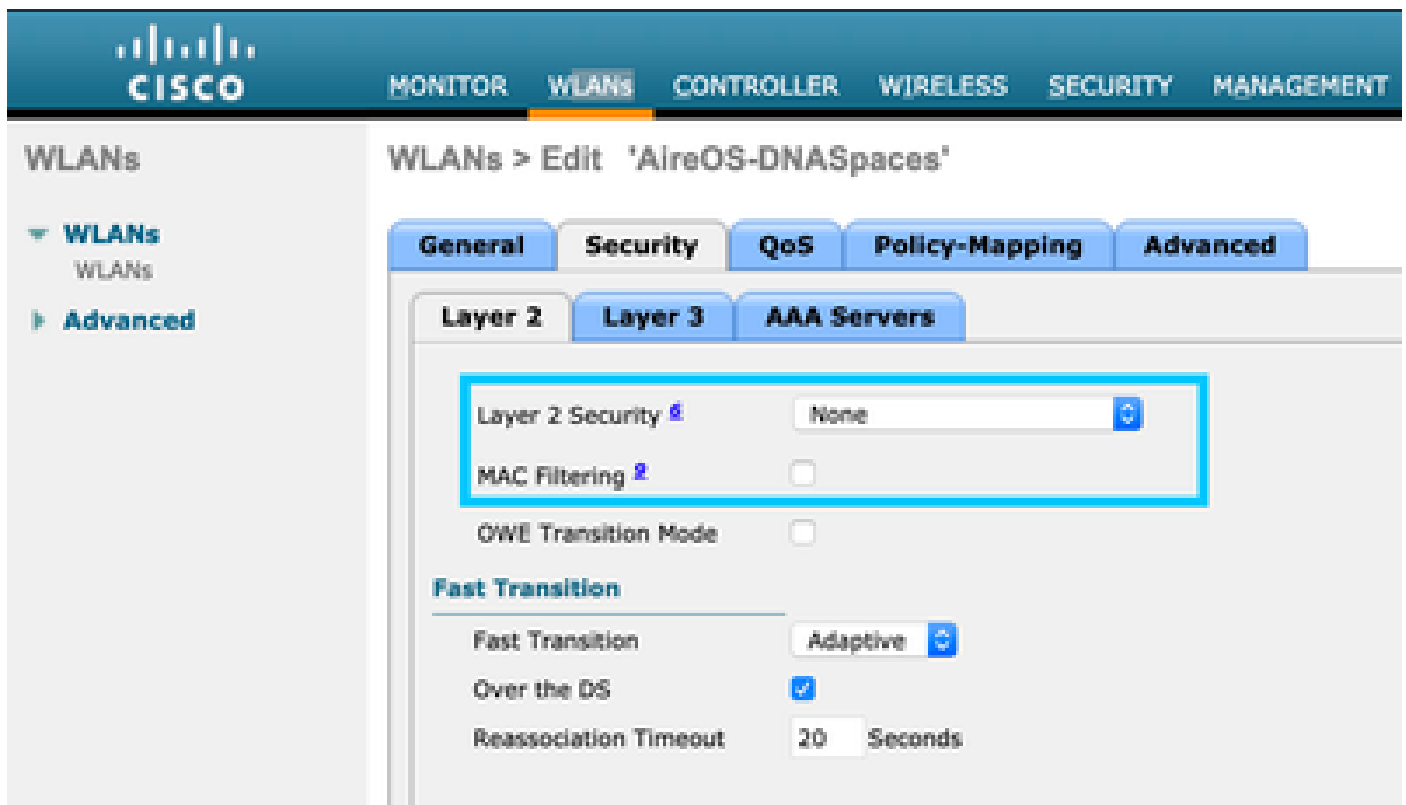 CISCO
MONITOR WLANs CONTROLLER WIRELESS SECURITY MANAGEMENT
WLANs
WLANs > Edit 'AireOS-DNASpaces'
WLANs
WLANs
Advanced
General Security QoS Policy-Mapping Advanced
Layer 2 Layer 3 AAA Servers
Layer 2 Security 6 None
MAC Filtering 9
OWE Transition Mode
Fast Transition
Fast Transition Adaptive
Over the DS
Reassociation Timeout 20 Seconds